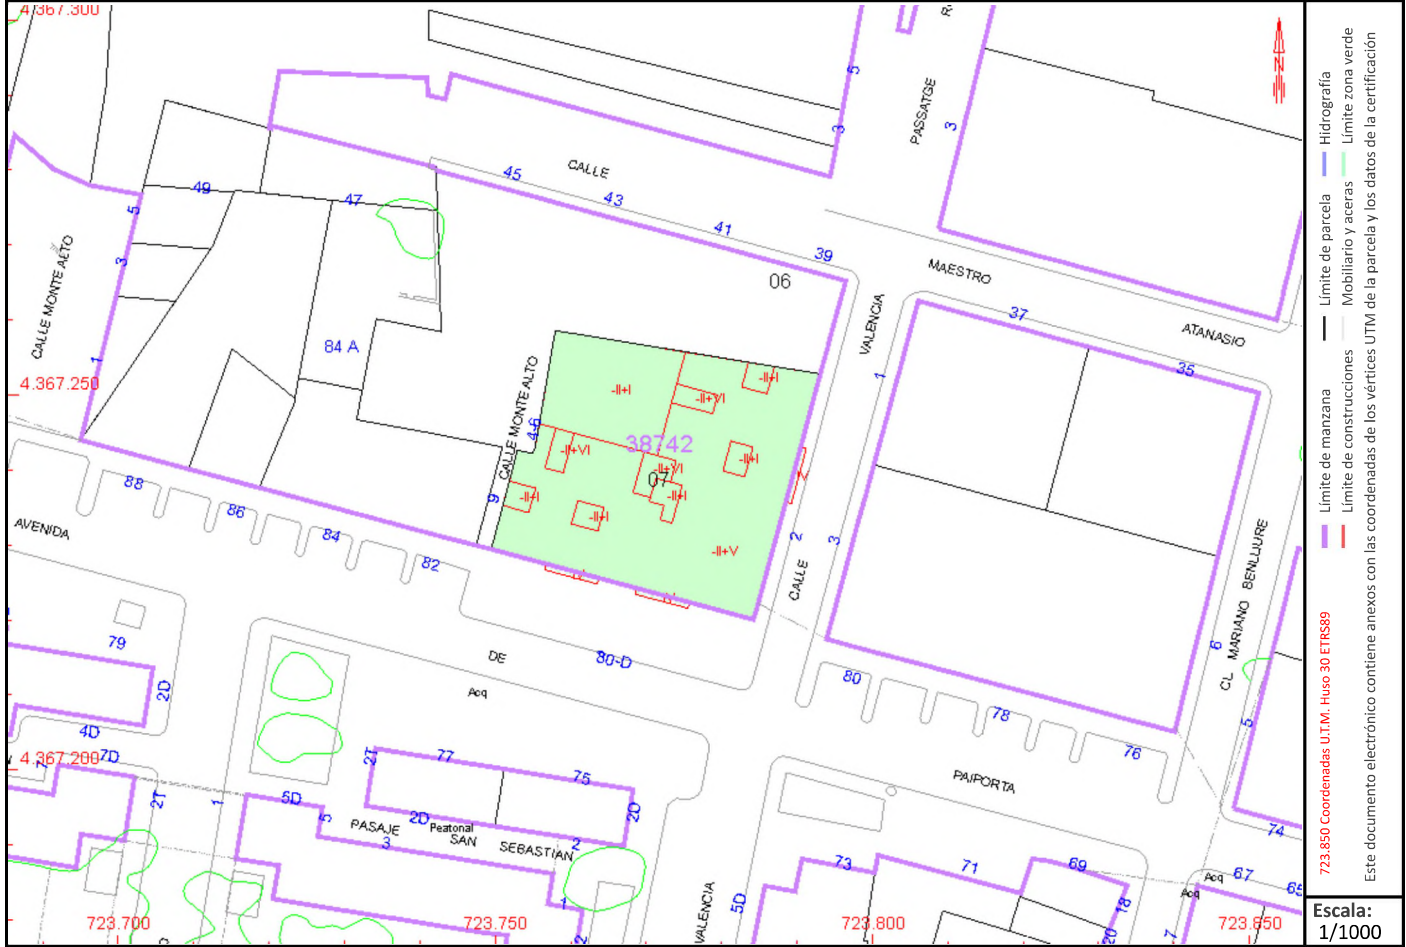 4.367.300
CALLE
45
43
41
39
47
49
5
3
1
CALLE MONTE ALTO
84 A
06
5
3
PASSATGE
3
MAESTRO
ATANASIO
37
35
VALENCIA
1
3
2
CALLE
4.367.250
CALLE MONTE ALTO
4-6
9
-II+I
-II+VI
-II+I
38742
-II+VI
-II+VI
07
-II+I
-II+I
-II+I
-II+I
-II+V
V
88
86
84
82
80-D
80
78
76
AVENIDA
DE
PAIPORTA
Acq
CL MARIANO BENLLIURE
6
5
74
79
2D
4D
7D
7
4.367.200
2T
1
5D
5
2T
77
75
2D
2D
2
PASAJE
Peatonal
SAN
SEBASTIAN
3
1
2
VALENCIA
5D
73
71
69
18
20
Acq
Acq
67
65
7
723.700
723.750
723.800
723.850
N
Límite de manzana
Límite de parcela
Hidrografía
Límite de construcciones
Mobiliario y aceras
Límite zona verde
723.850 Coordenadas U.T.M. Huso 30 ETRS89
Este documento electrónico contiene anexos con las coordenadas de los vértices UTM de la parcela y los datos de la certificación
Escala:
1/1000